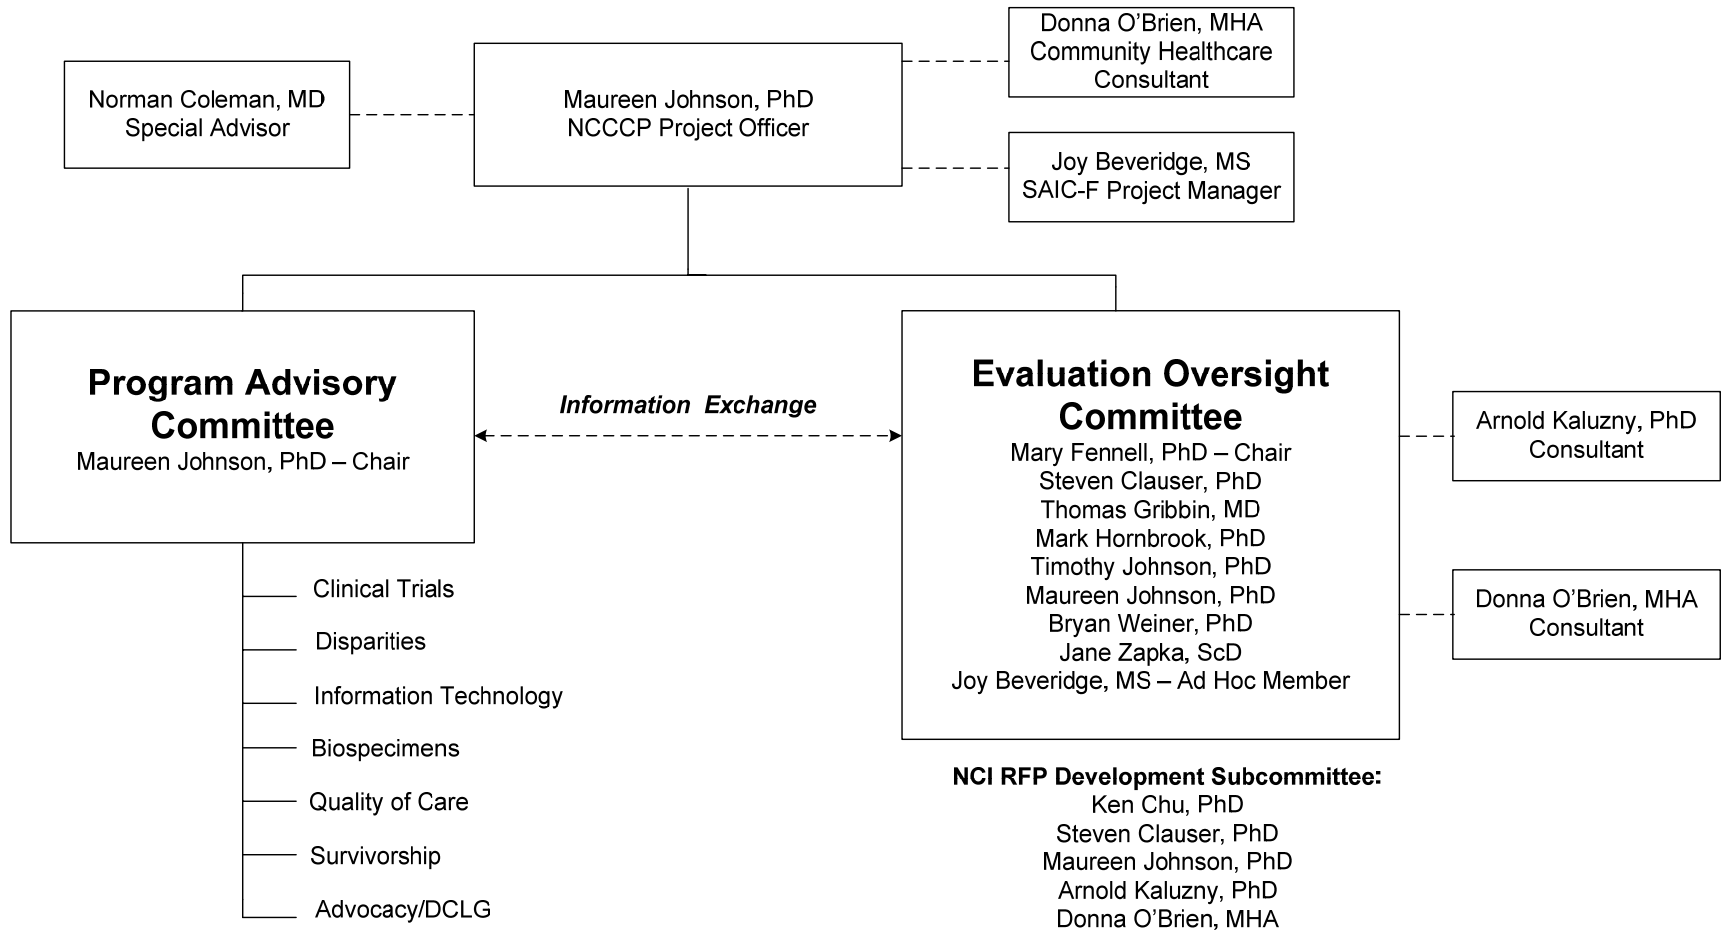 Donna O'Brien, MHA
Community Healthcare
Consultant
Norman Coleman, MD
Special Advisor
Maureen Johnson, PhD
NCCCP Project Officer
Joy Beveridge, MS
SAIC-F Project Manager
Program Advisory
Committee
Maureen Johnson, PhD – Chair
Information Exchange
Evaluation Oversight
Committee
Mary Fennell, PhD – Chair
Steven Clauser, PhD
Thomas Gribbin, MD
Mark Hornbrook, PhD
Timothy Johnson, PhD
Maureen Johnson, PhD
Bryan Weiner, PhD
Jane Zapka, ScD
Joy Beveridge, MS – Ad Hoc Member
Arnold Kaluzny, PhD
Consultant
Donna O'Brien, MHA
Consultant
Clinical Trials
Disparities
Information Technology
Biospecimens
Quality of Care
Survivorship
Advocacy/DCLG
NCI RFP Development Subcommittee:
Ken Chu, PhD
Steven Clauser, PhD
Maureen Johnson, PhD
Arnold Kaluzny, PhD
Donna O'Brien, MHA